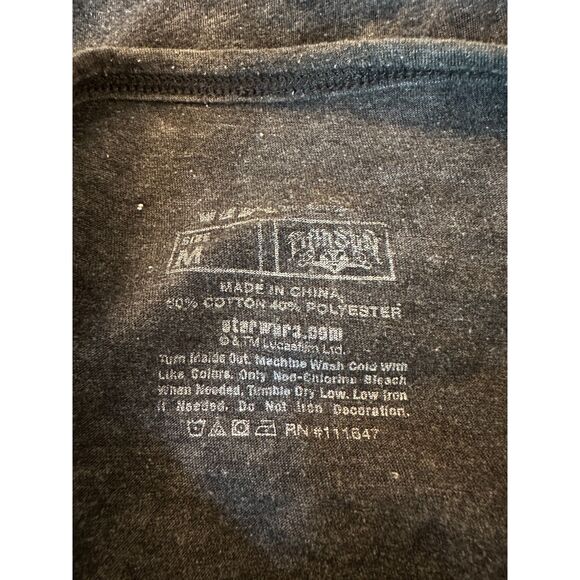 SIZE
M
MADE IN CHINA
60% COTTON 40% POLYESTER
starwars.com
© & TM Lucasfilm Ltd.
Turn Inside Out. Machine Wash Cold With
Like Colors. Only Non-Chlorine Bleach
When Needed, Tumble Dry Low. Low Iron
If Needed. Do Not Iron Decoration.
RN #111647